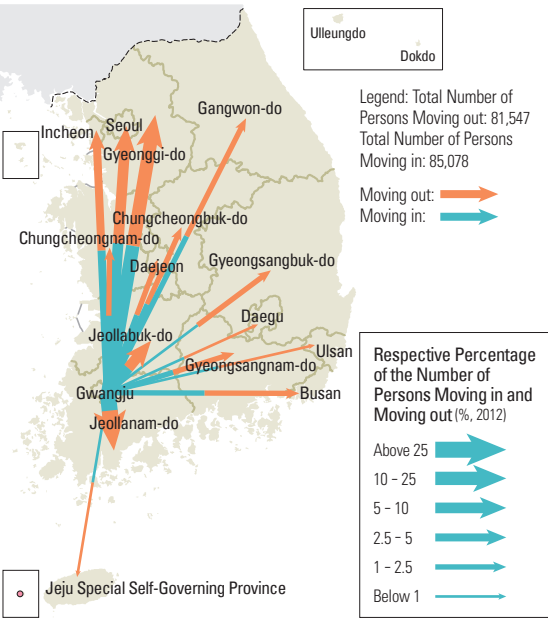 Ulleungdo
Dokdo
Legend: Total Number of
Persons Moving out: 81,547
Total Number of Persons
Moving in: 85,078
Moving out:
Moving in:
Incheon
Seoul
Gyeonggi-do
Gangwon-do
Chungcheongbuk-do
Chungcheongnam-do
Daejeon
Gyeongsangbuk-do
Daegu
Jeollabuk-do
Ulsan
Gyeongsangnam-do
Gwangju
Busan
Jeollanam-do
Jeju Special Self-Governing Province
Respective Percentage
of the Number of
Persons Moving in and
Moving out (%, 2012)
Above 25
10 – 25
5 – 10
2.5 – 5
1 – 2.5
Below 1